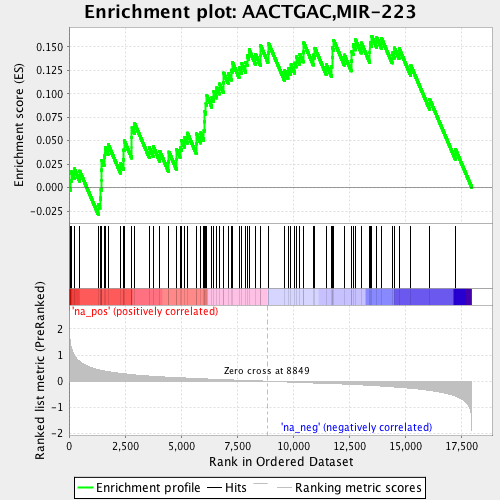 Enrichment plot: AACTGAC,MIR-223
Enrichment score (ES)
0.150
0.125
0.100
0.075
0.050
0.025
0.000
-0.025
Ranked list metric (PreRanked)
'na_pos' (positively correlated)
2
1
0
-1
-2
Zero cross at 8849
'na_neg' (negatively correlated)
0
2,500
5,000
7,500
10,000
12,500
15,000
17,500
Rank in Ordered Dataset
Enrichment profile
Hits
Ranking metric scores